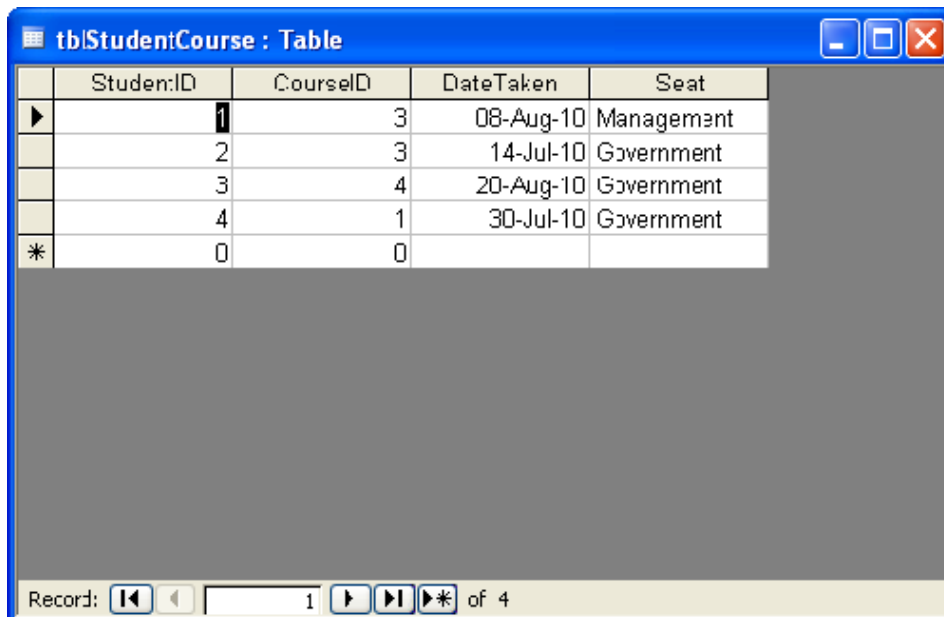 tblStudentCourse : Table
StudentID CourseID DateTaken Seat
1 3 08-Aug-10 Management
2 3 14-Jul-10 Government
3 4 20-Aug-10 Government
4 1 30-Jul-10 Government
0 0
Record: 1 of 4